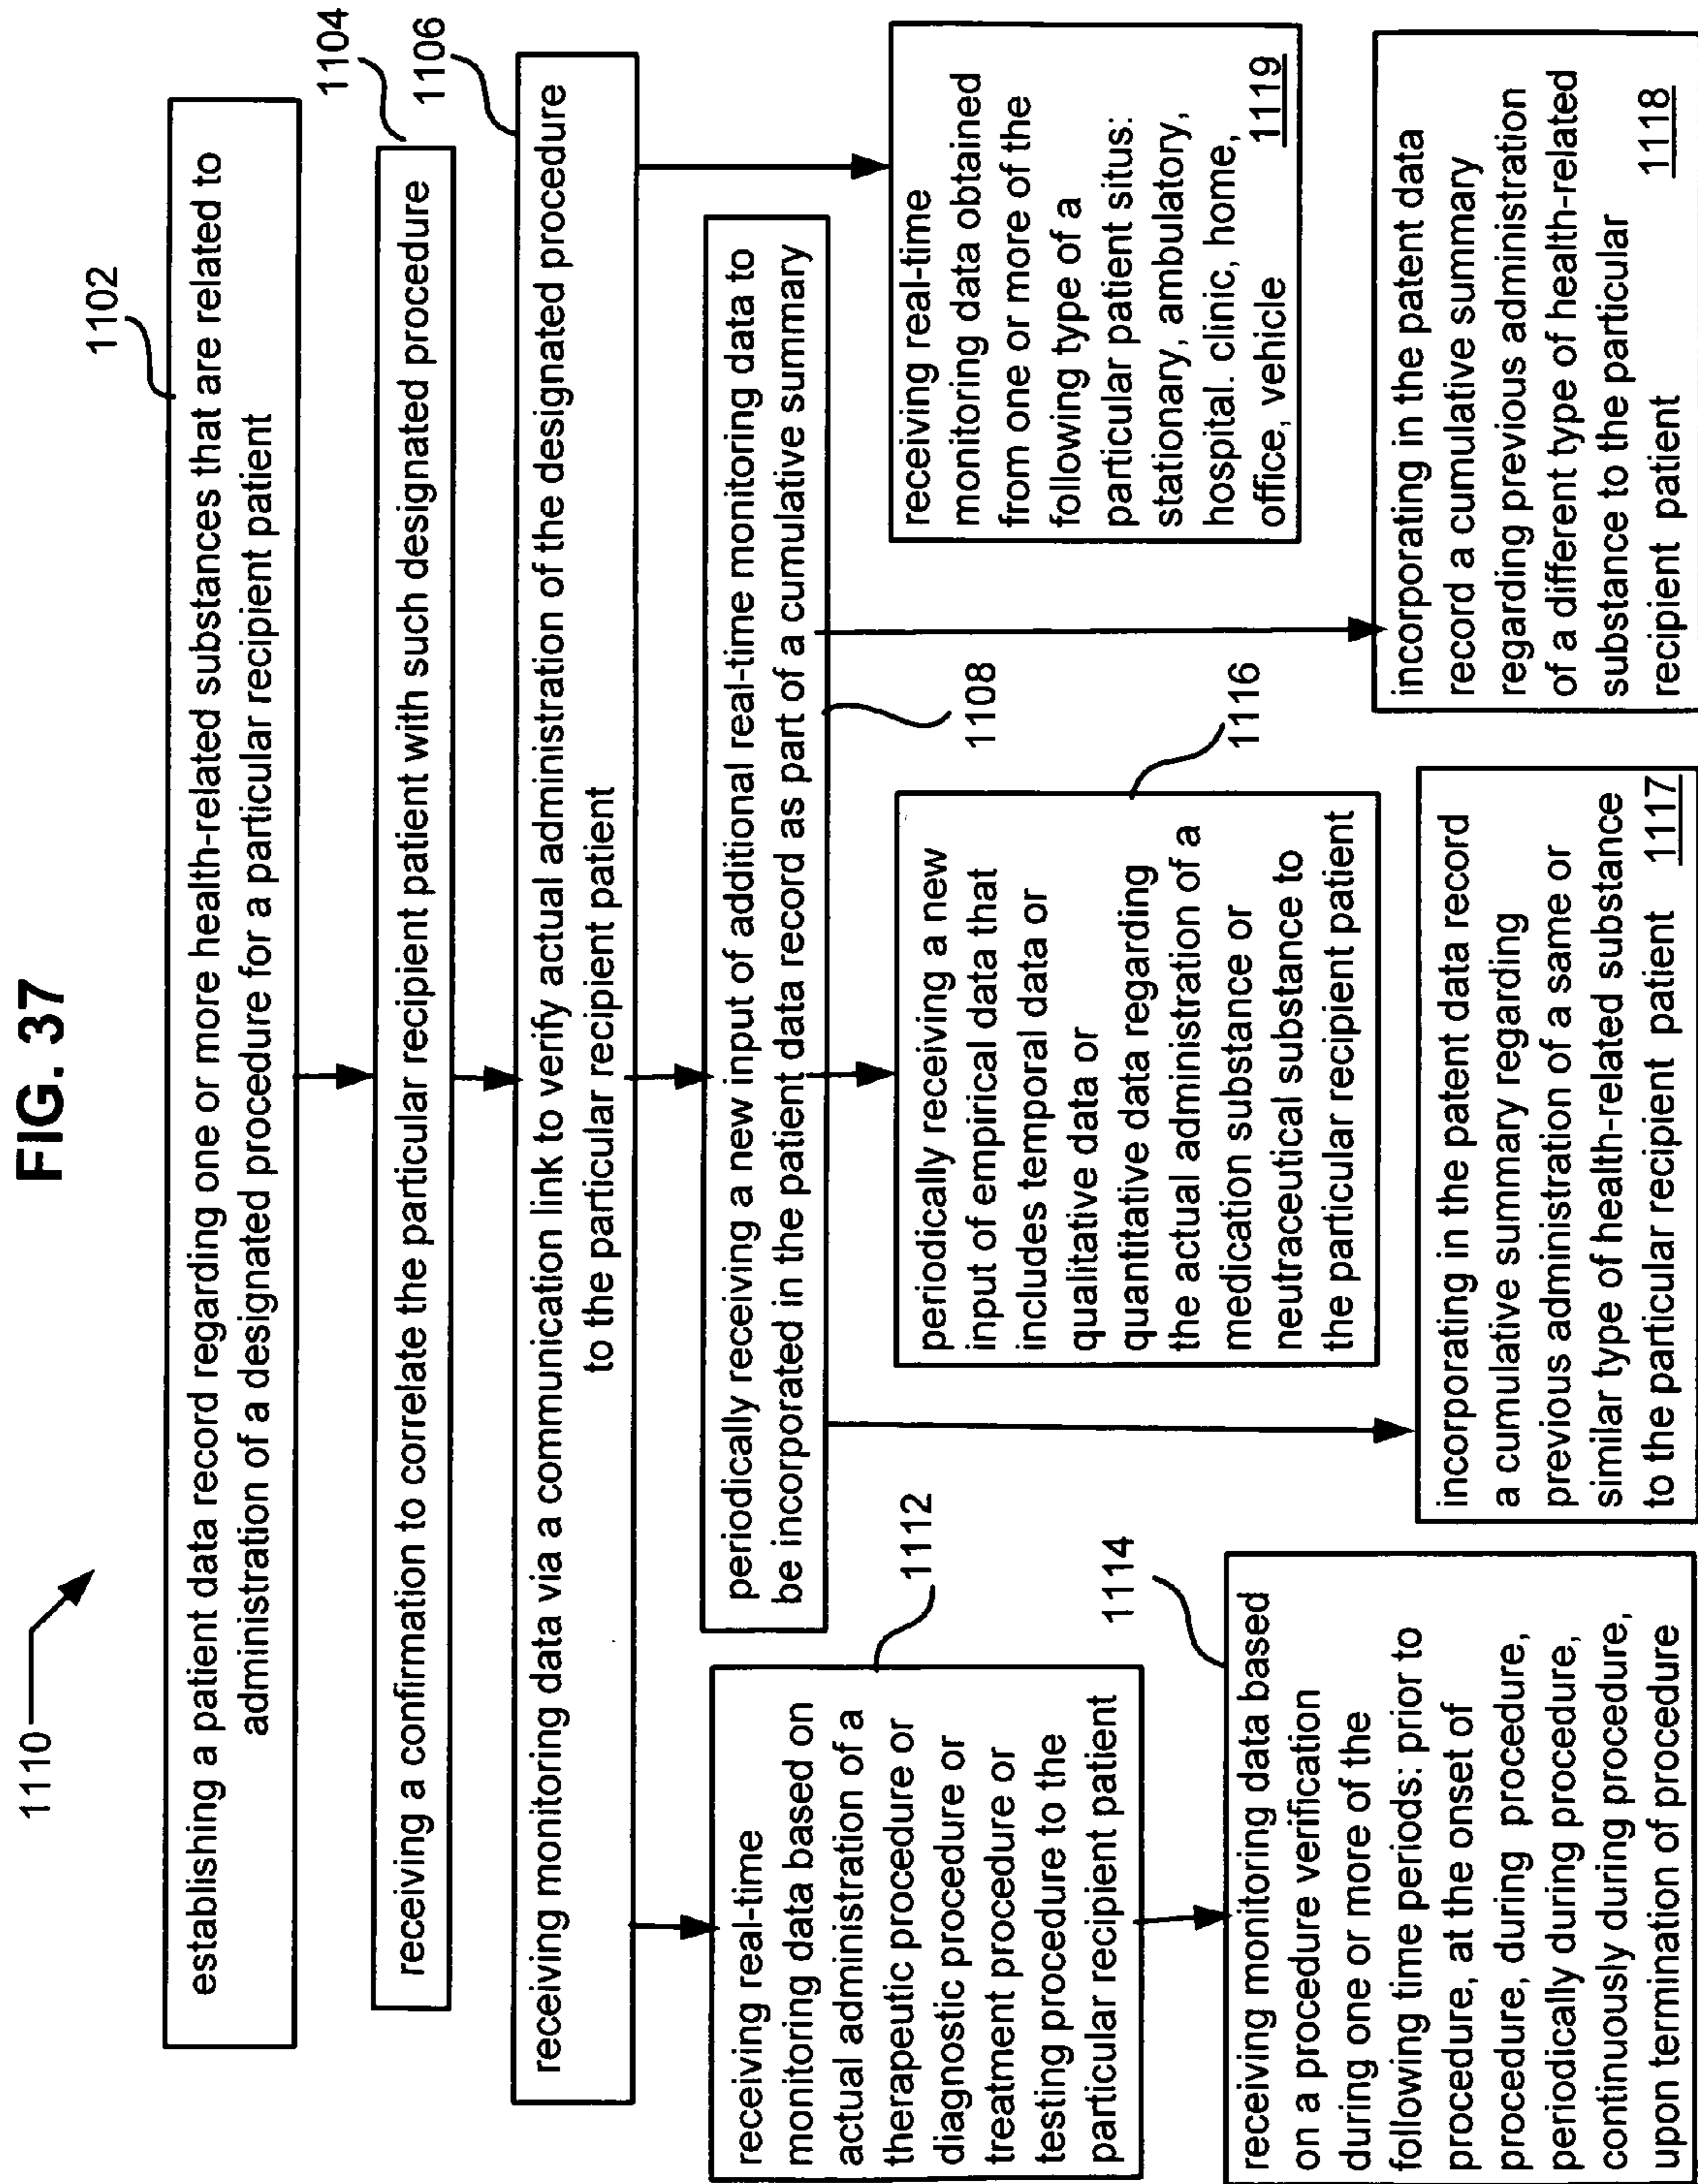 FIG. 37
1110
1102
establishing a patient data record regarding one or more health-related substances that are related to
administration of a designated procedure for a particular recipient patient
1104
receiving a confirmation to correlate the particular recipient patient with such designated procedure
1106
receiving monitoring data via a communication link to verify actual administration of the designated procedure
to the particular recipient patient
periodically receiving a new input of additional real-time monitoring data to
be incorporated in the patient data record as part of a cumulative summary
1108
1112
receiving real-time
monitoring data based on
actual administration of a
therapeutic procedure or
diagnostic procedure or
treatment procedure or
testing procedure to the
particular recipient patient
1114
receiving monitoring data based
on a procedure verification
during one or more of the
following time periods: prior to
procedure, at the onset of
procedure, during procedure,
periodically during procedure,
continuously during procedure,
upon termination of procedure
1116
periodically receiving a new
input of empirical data that
includes temporal data or
qualitative data or
quantitative data regarding
the actual administration of a
medication substance or
neutraceutical substance to
the particular recipient patient
incorporating in the patent data record
a cumulative summary regarding
previous administration of a same or
similar type of health-related substance
to the particular recipient patient 1117
receiving real-time
monitoring data obtained
from one or more of the
following type of a
particular patient situs:
stationary, ambulatory,
hospital. clinic, home,
office, vehicle 1119
incorporating in the patent data
record a cumulative summary
regarding previous administration
of a different type of health-related
substance to the particular
recipient patient 1118